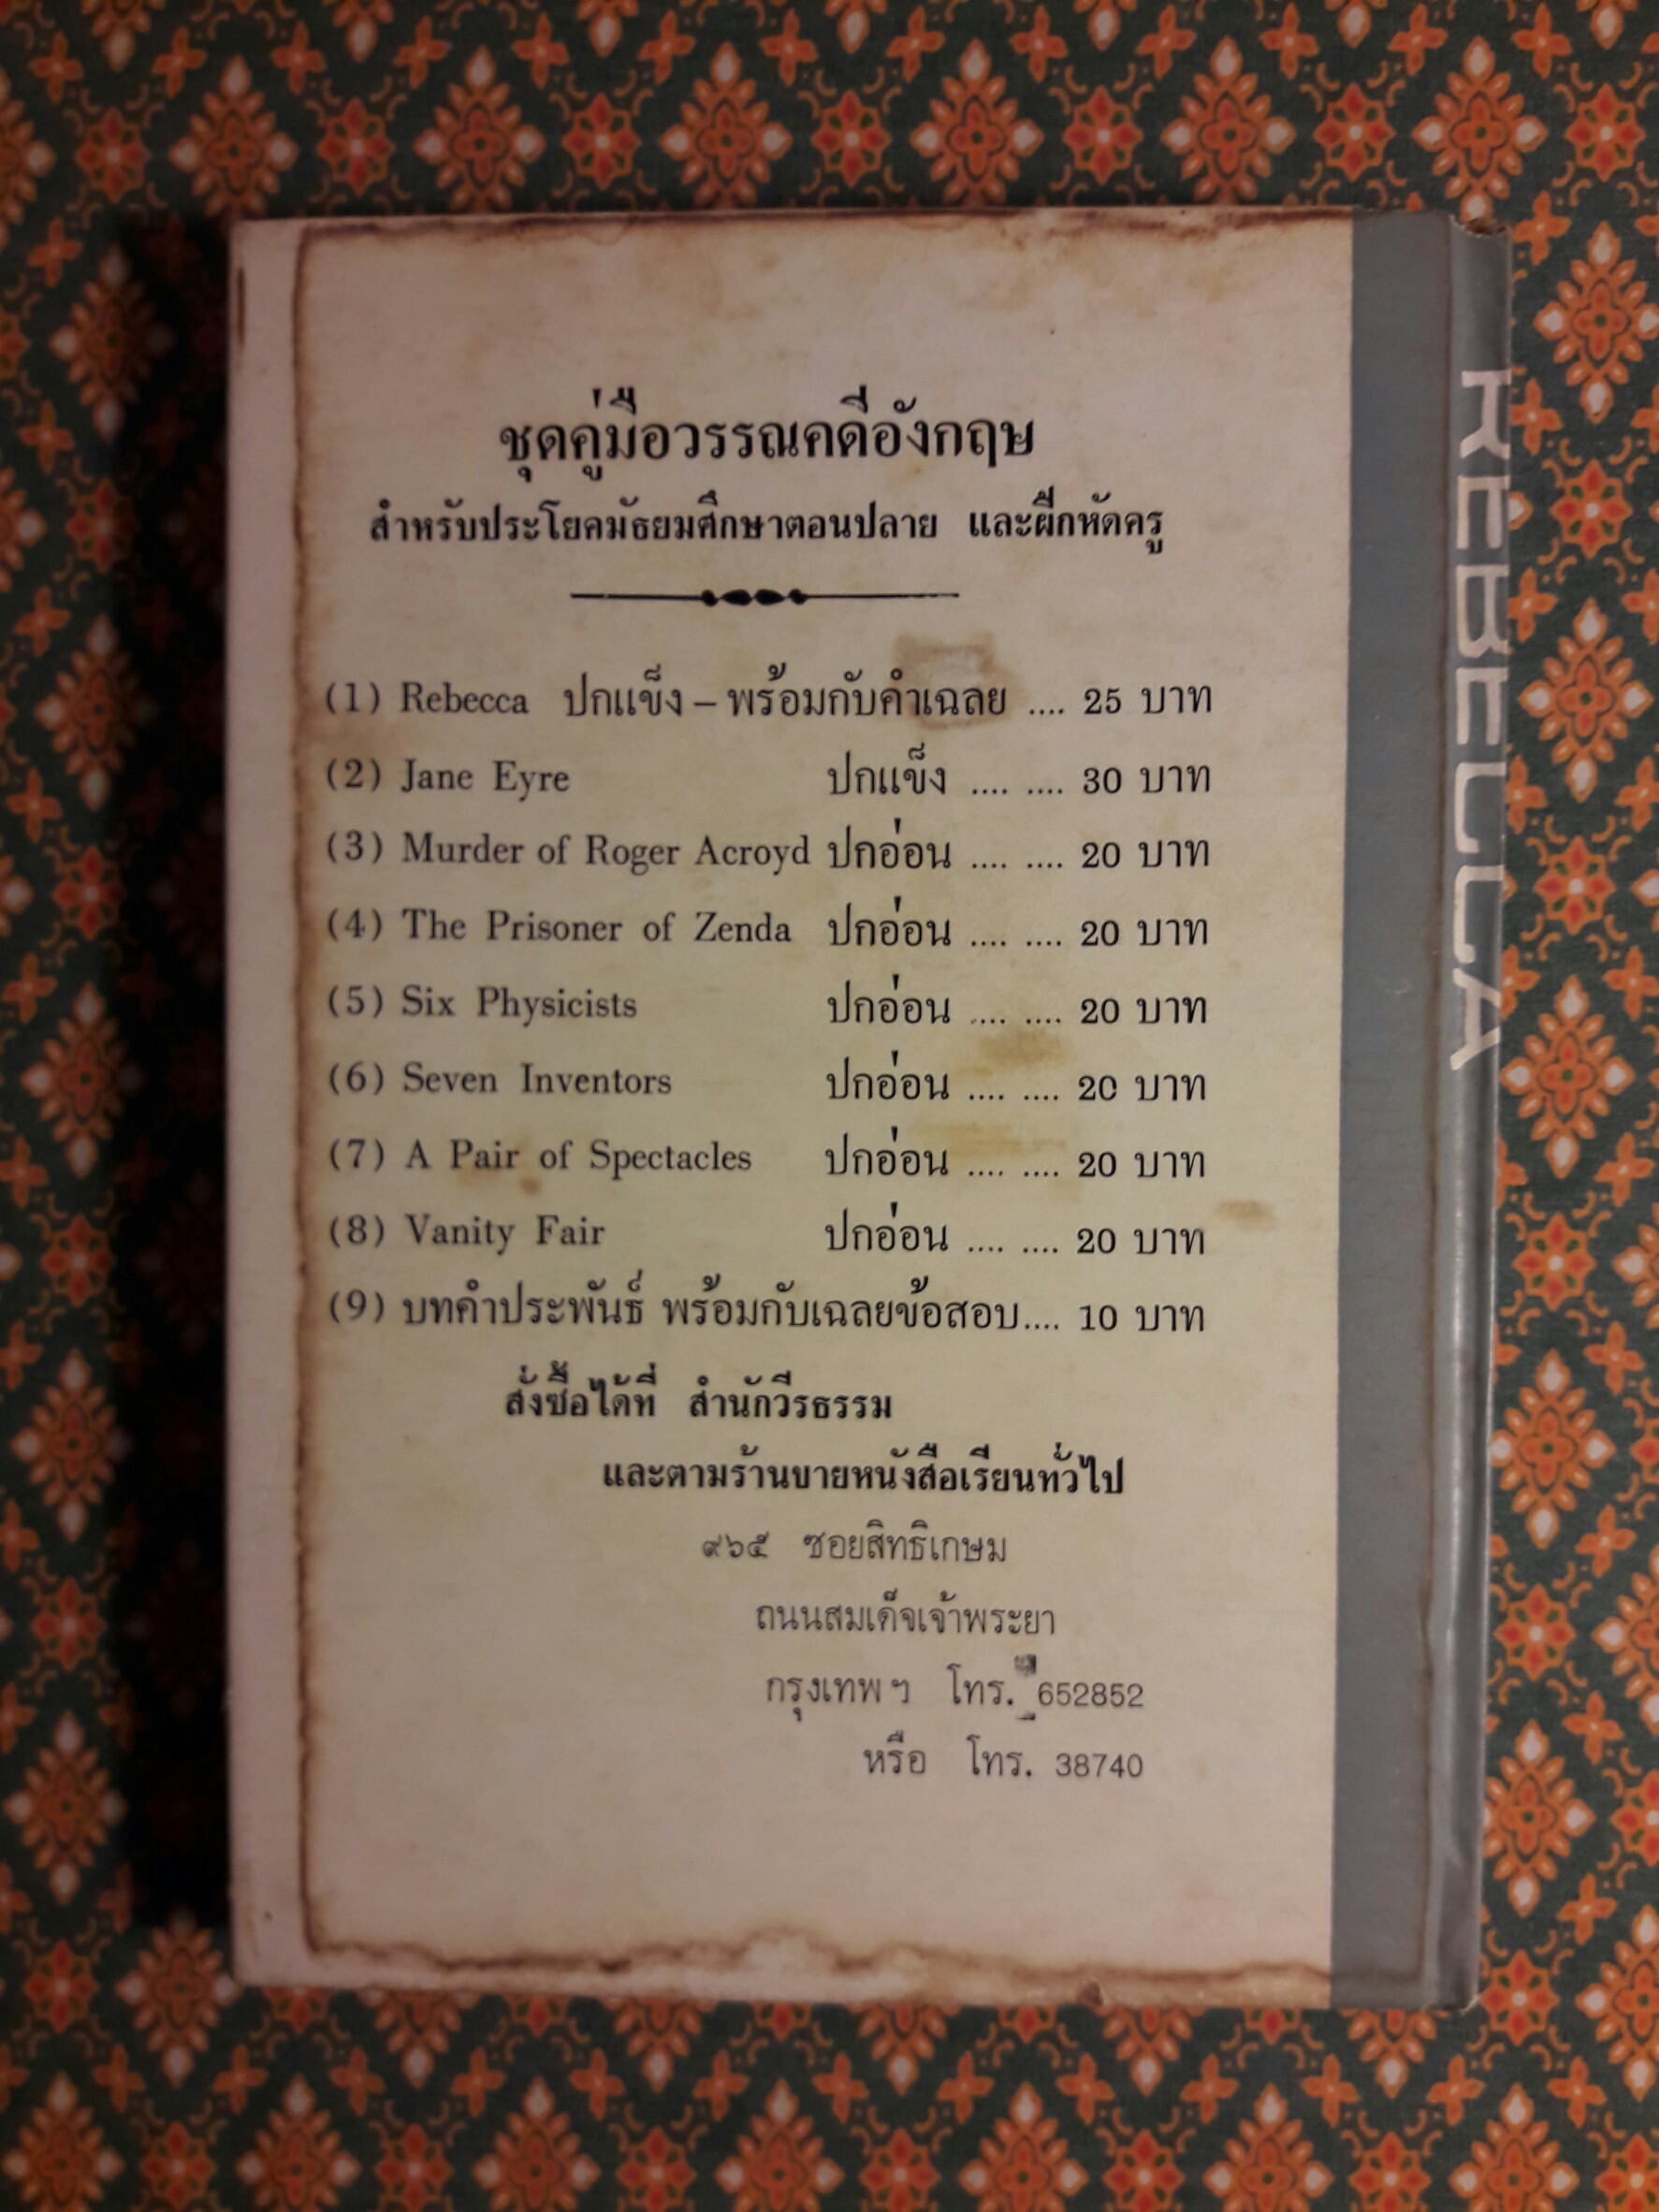 ชุดคู่มือวรรณคดีอังกฤษ
สำหรับประโยคมัธยมศึกษาตอนปลาย และฝึกหัดครู
(1) Rebecca ปกแข็ง – พร้อมกับคำเฉลย .... 25 บาท
(2) Jane Eyre ปกแข็ง .... .... 30 บาท
(3) Murder of Roger Acroyd ปกอ่อน .... .... 20 บาท
(4) The Prisoner of Zenda ปกอ่อน .... .... 20 บาท
(5) Six Physicists ปกอ่อน .... .... 20 บาท
(6) Seven Inventors ปกอ่อน .... .... 20 บาท
(7) A Pair of Spectacles ปกอ่อน .... .... 20 บาท
(8) Vanity Fair ปกอ่อน .... .... 20 บาท
(9) บทคำประพันธ์ พร้อมกับเฉลยข้อสอบ.... 10 บาท
สั่งซื้อได้ที่ สำนักวีรธรรม
และตามร้านขายหนังสือเรียนทั่วไป
๙๖๕ ซอยสิทธิเกษม
ถนนสมเด็จเจ้าพระยา
กรุงเทพฯ โทร. 652852
หรือ โทร. 38740
REBECCA